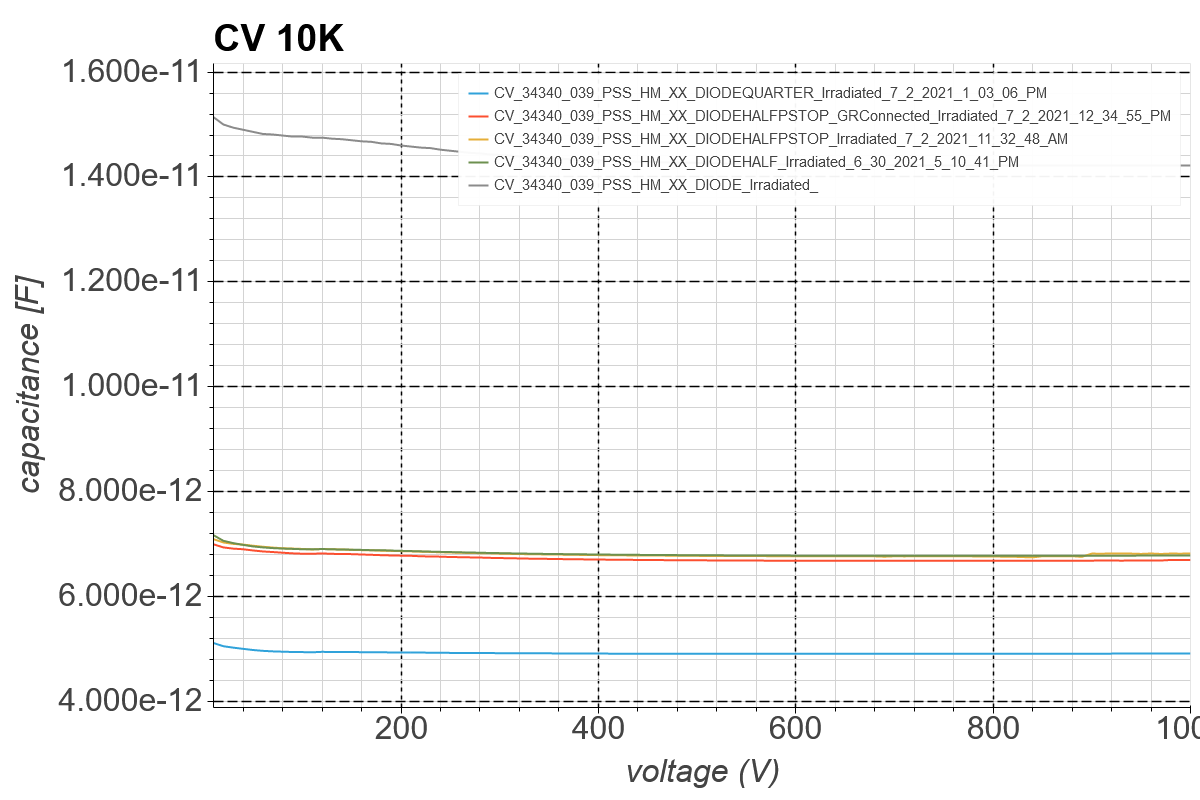 CV 10K
1.600e-11
1.400e-11
1.200e-11
1.000e-11
8.000e-12
6.000e-12
4.000e-12
capacitance [F]
CV_34340_039_PSS_HM_XX_DIODEQUARTER_Irradiated_7_2_2021_1_03_06_PM
CV_34340_039_PSS_HM_XX_DIODEHALFPSTOP_GRConnected_Irradiated_7_2_2021_12_34_55_PM
CV_34340_039_PSS_HM_XX_DIODEHALFPSTOP_Irradiated_7_2_2021_11_32_48_AM
CV_34340_039_PSS_HM_XX_DIODEHALF_Irradiated_6_30_2021_5_10_41_PM
CV_34340_039_PSS_HM_XX_DIODE_Irradiated_
200 400 600 800 100
voltage (V)